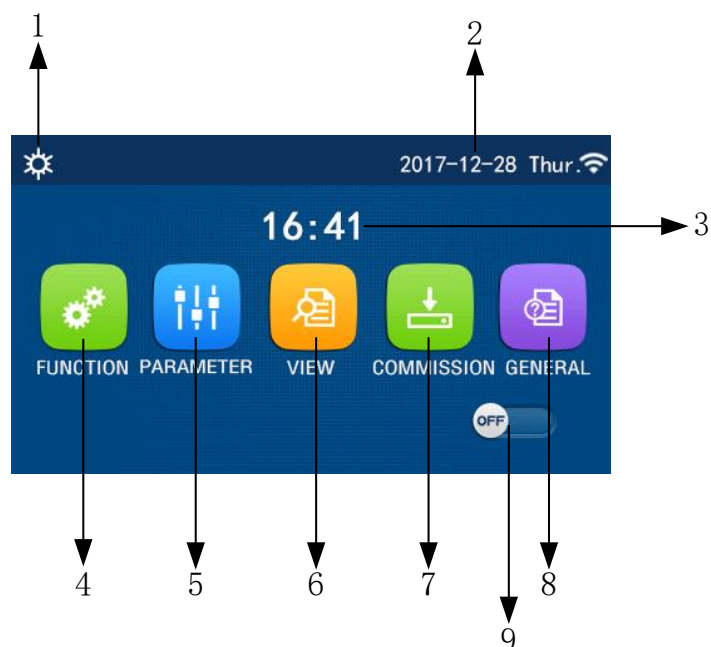 1
2
2017-12-28 Thur.
16:41
3
FUNCTION PARAMETER VIEW COMMISSION GENERAL
OFF
4 5 6 7 8
9